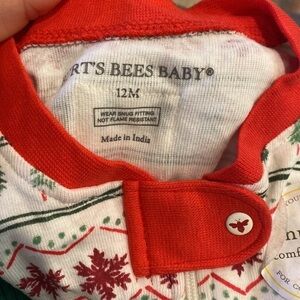 RT'S BEES BABY®
12M
WEAR SNUG FITTING
NOT FLAME RESISTANT
Made in India